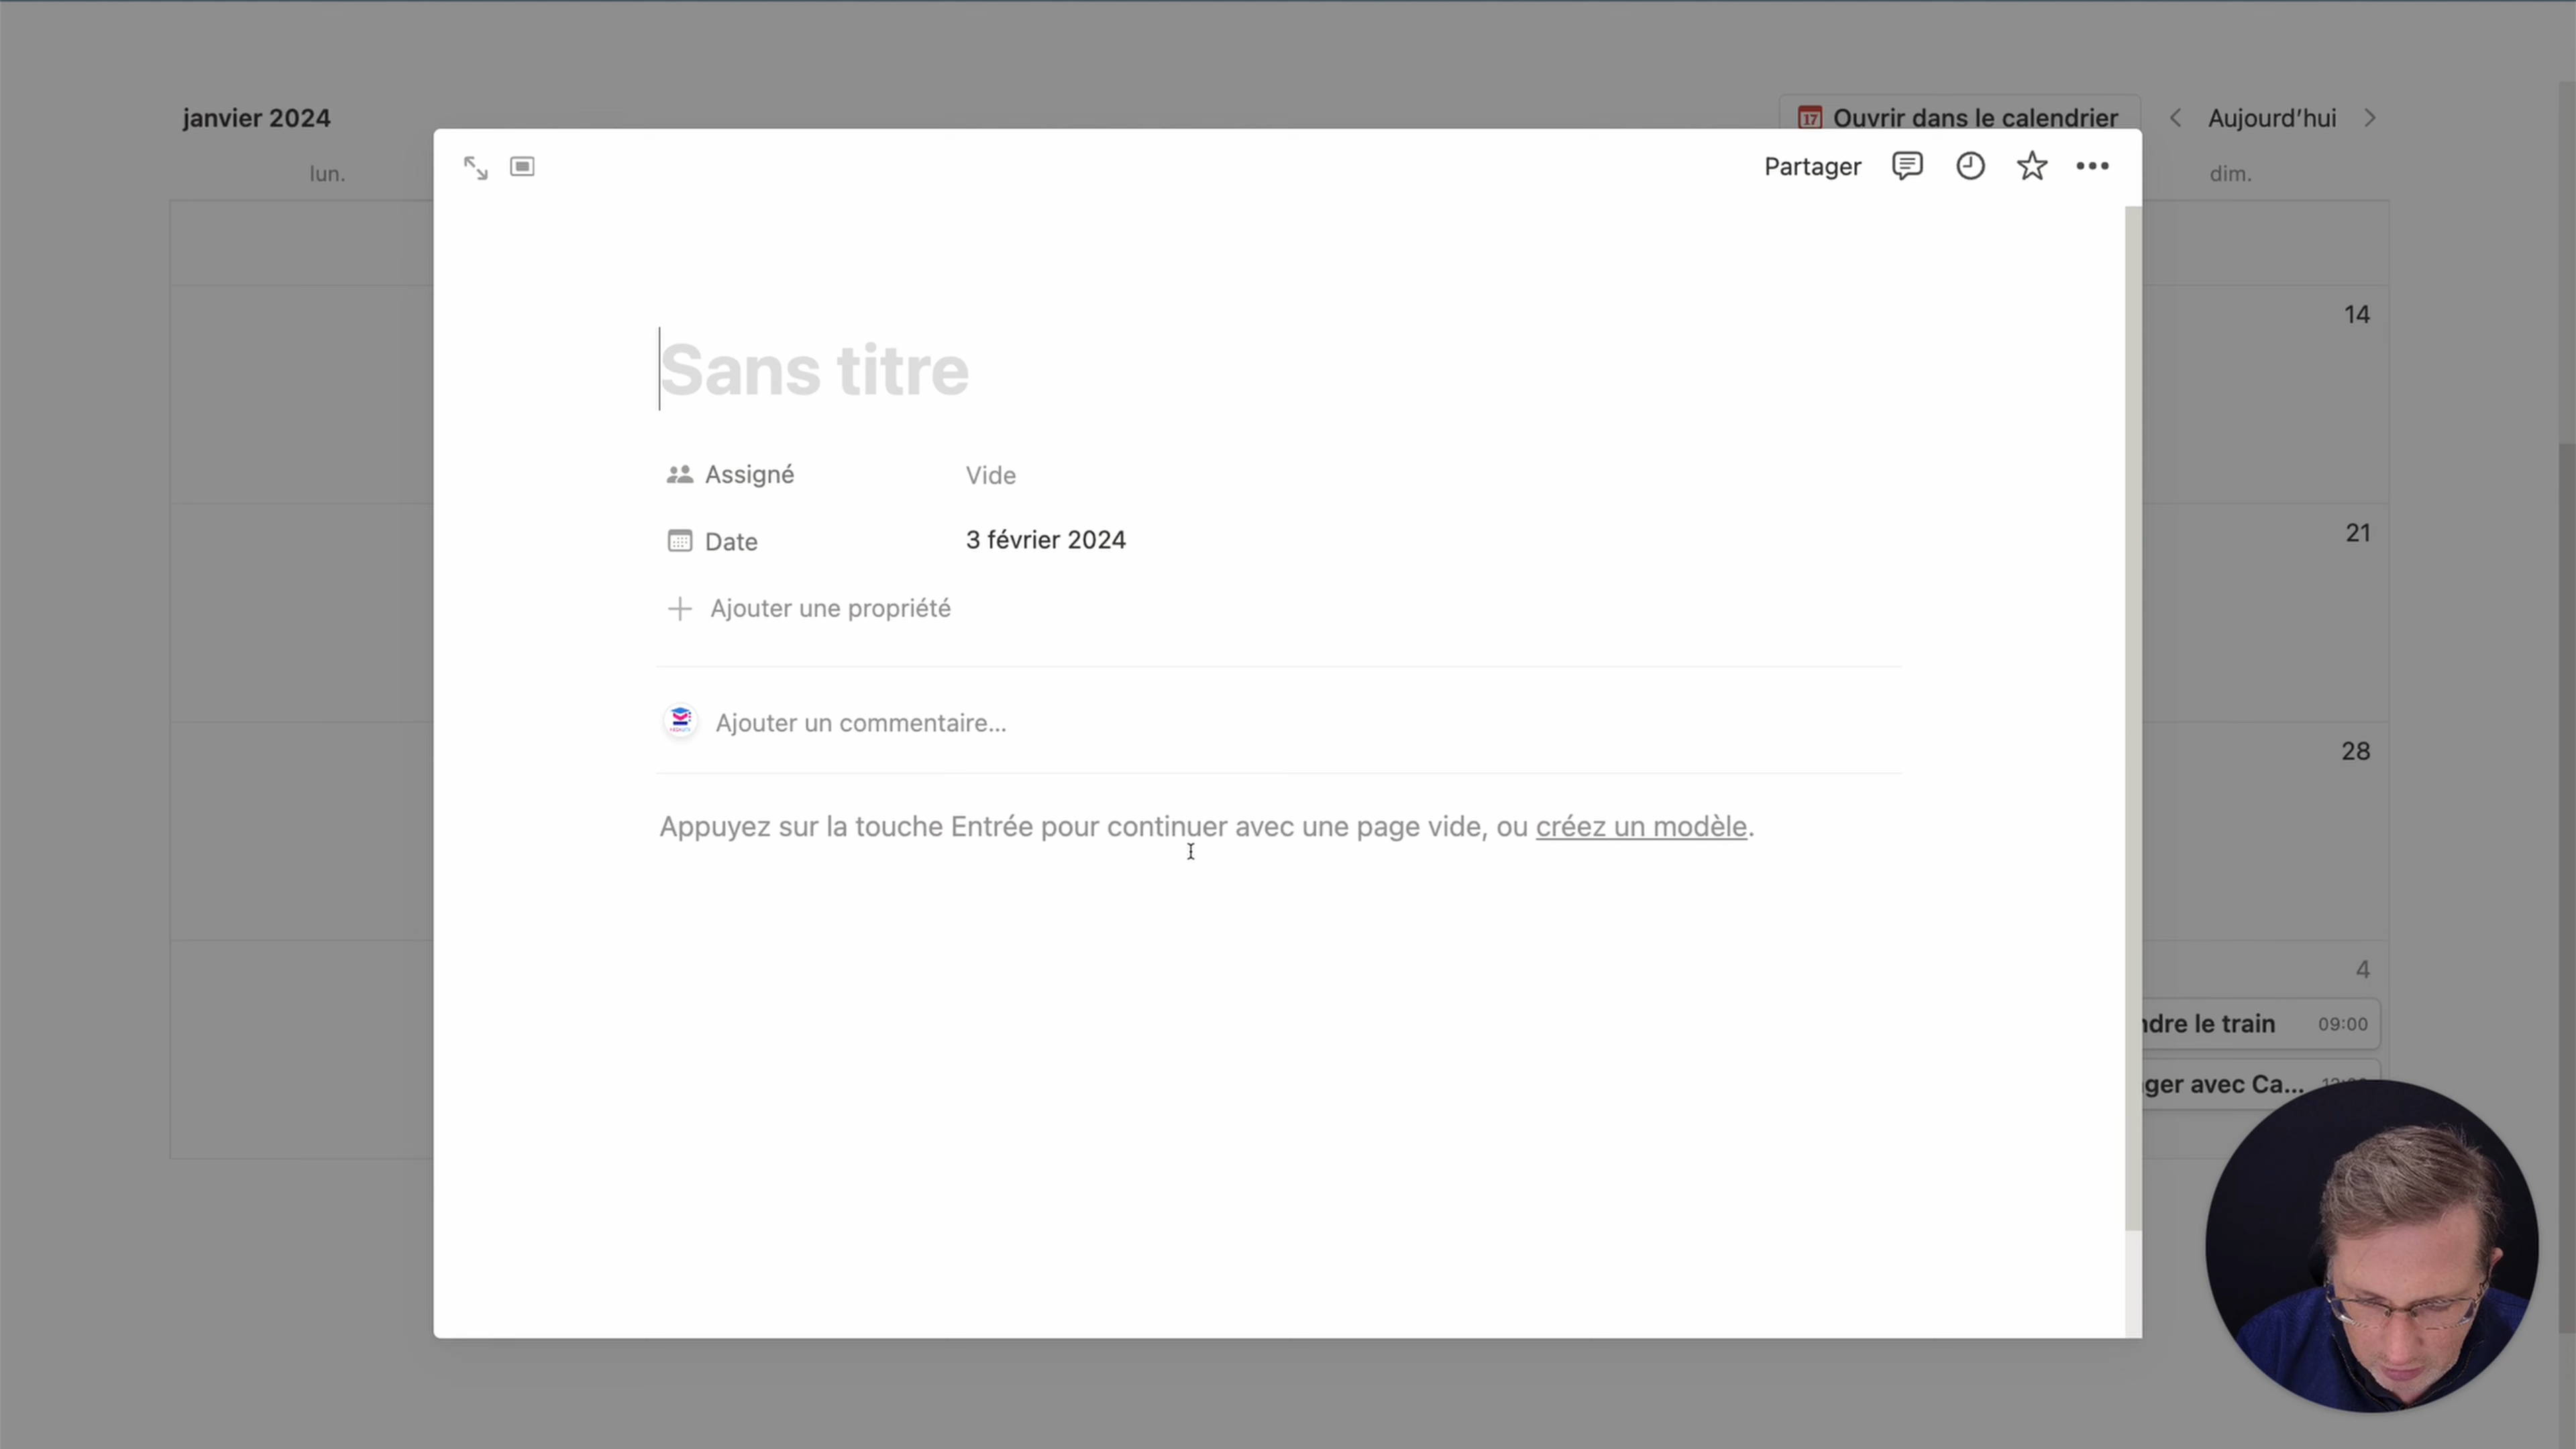 janvier 2024
17 Ouvrir dans le calendrier
Aujourd’hui
lun.
dim.
Partager
14
Sans titre
Assigné Vide
21
Date 3 février 2024
Ajouter une propriété
Ajouter un commentaire...
28
Appuyez sur la touche Entrée pour continuer avec une page vide, ou créez un modèle.
4
ndre le train 09:00
ger avec Ca...